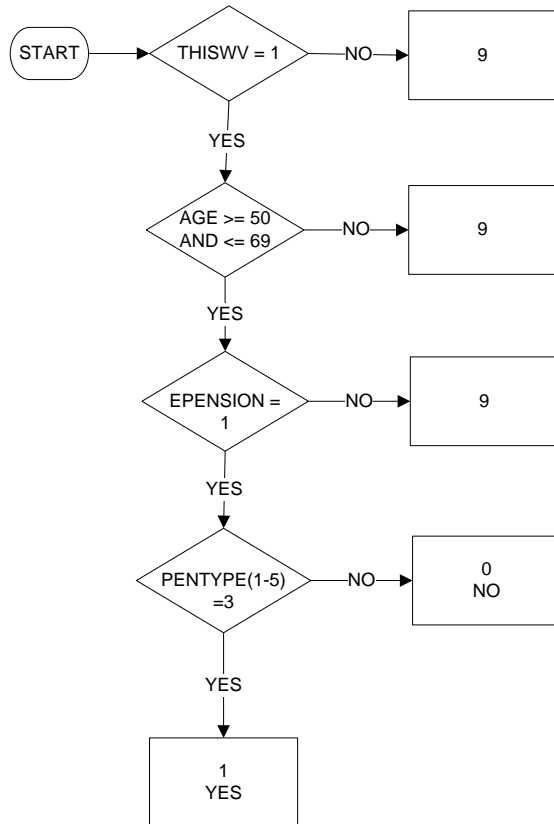 START
THISWV = 1
NO
9
YES
AGE >= 50
AND <= 69
NO
9
YES
EPENSION =
1
NO
9
YES
PENTYPE(1-5)
=3
NO
0
NO
YES
1
YES